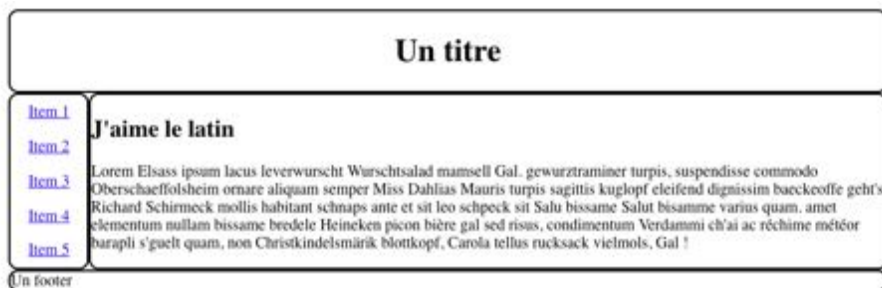 Un titre
Item 1
Item 2
Item 3
Item 4
Item 5
J'aime le latin
Lorem Elsass ipsum lacus leverwurscht Wurschtsalad mamsell Gal. gewurztraminer turpis, suspendisse commodo
Oberschaeffolsheim ornare aliquam semper Miss Dahlias Mauris turpis sagittis kuglopf eleifend dignissim baeckeoffe geht's
Richard Schirmeck mollis habitant schnaps ante et sit leo schpeck sit Salu bissame Salut bisamme varius quam. amet
elementum nullam bissame bredele Heineken picon bière gal sed risus, condimentum Verdammi ch'ai ac réchime météor
barapli s'guelt quam, non Christkindelsmärik blottkopf, Carola tellus rucksack vielmols, Gal !
Un footer